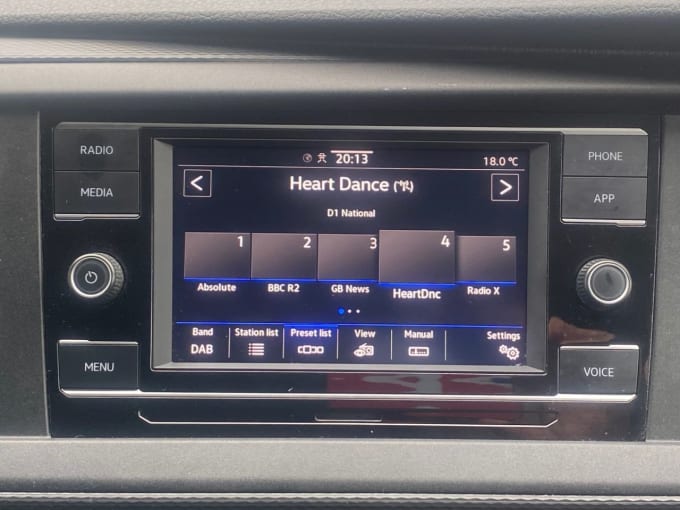 RADIO
MEDIA
MENU
PHONE
APP
VOICE
20:13
18.0 °C
<
Heart Dance
>
D1 National
1
2
3
4
5
Absolute
BBC R2
GB News
HeartDnc
Radio X
Band
Station list
Preset list
View
Manual
Settings
DAB